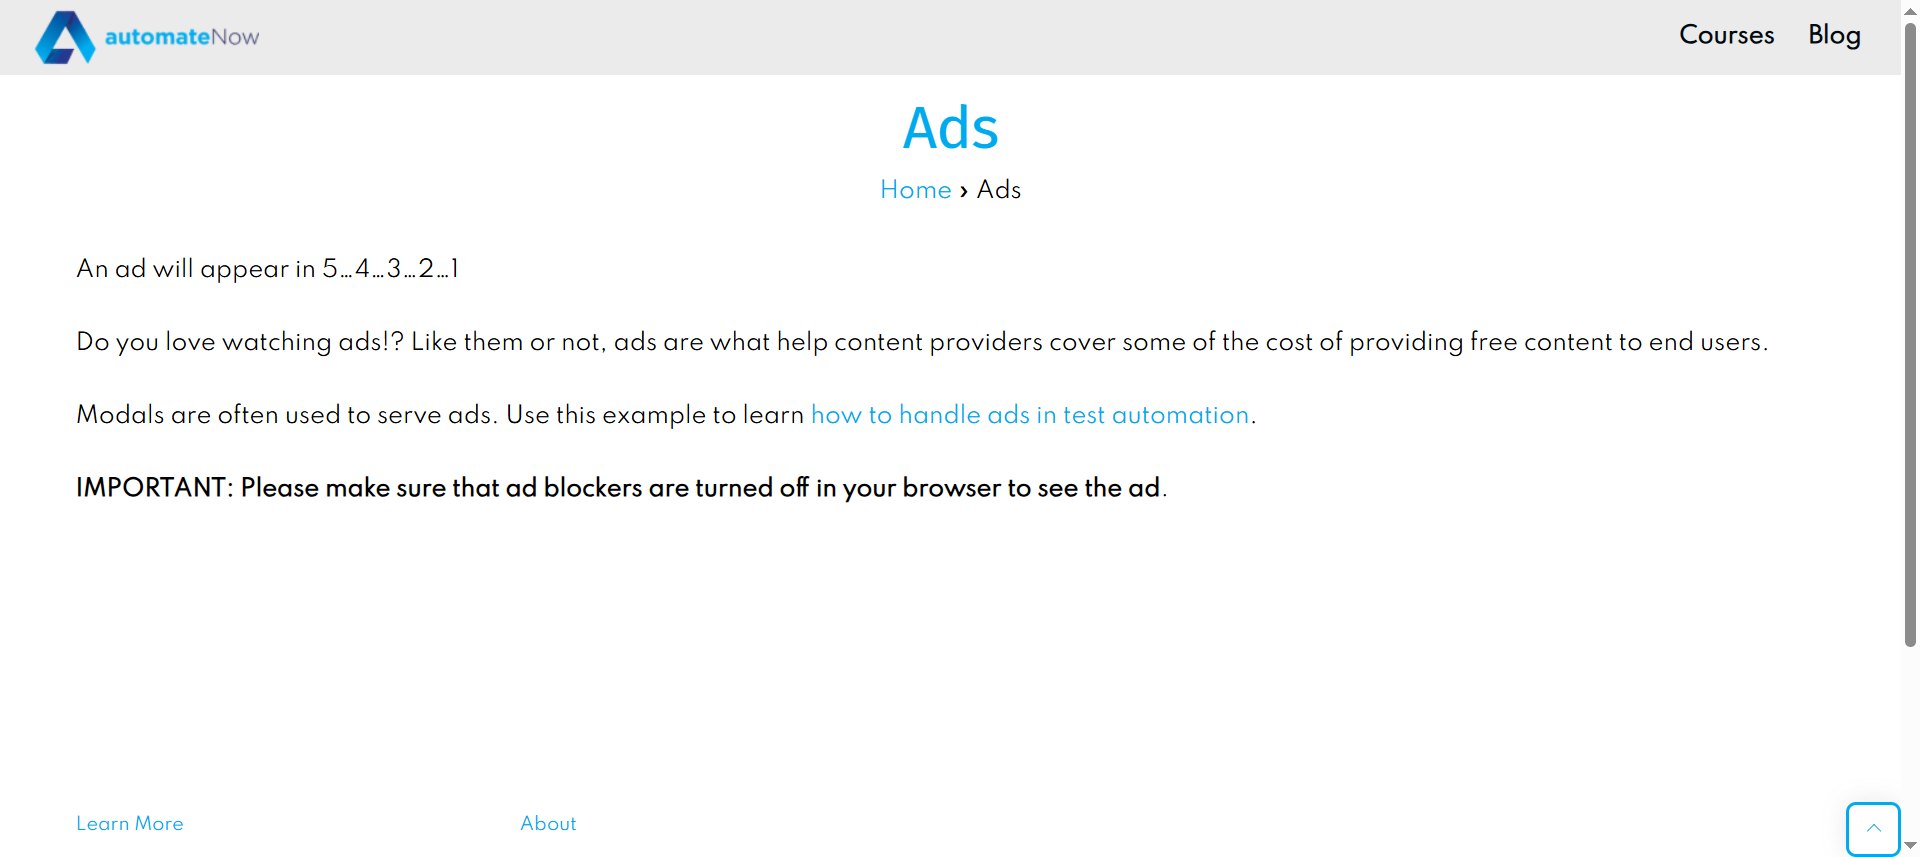 automateNow
Courses
Blog
Ads
Home › Ads
An ad will appear in 5…4…3…2…1
Do you love watching ads!? Like them or not, ads are what help content providers cover some of the cost of providing free content to end users.
Modals are often used to serve ads. Use this example to learn how to handle ads in test automation.
IMPORTANT: Please make sure that ad blockers are turned off in your browser to see the ad.
Learn More
About